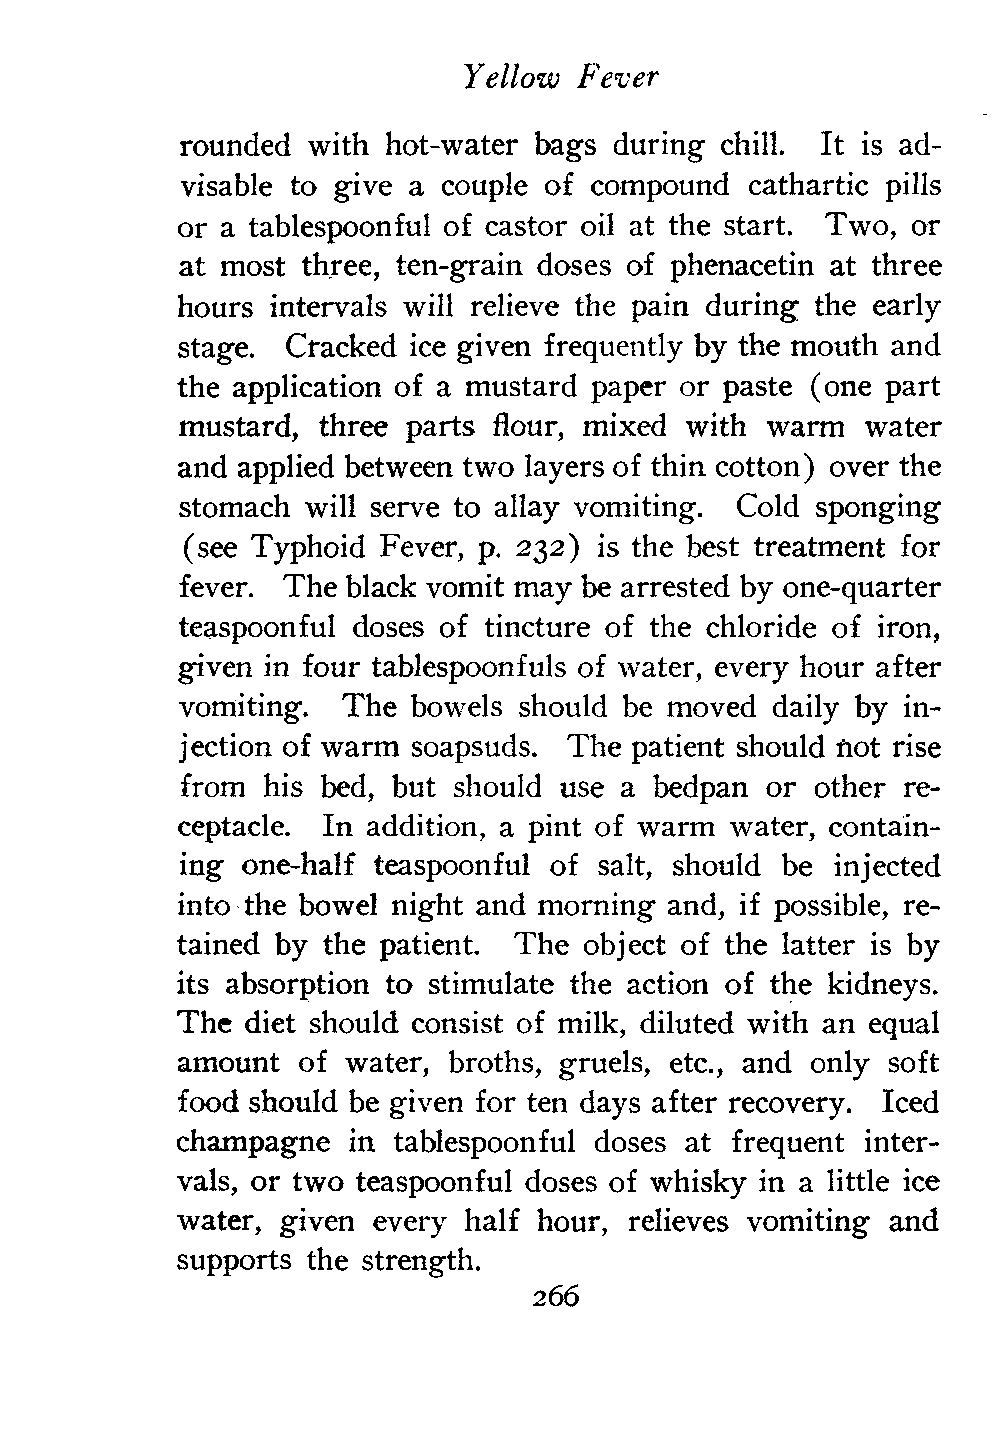 Yellow Fever
rounded with hot-water bags during chill. It is ad-
visable to give a couple of compound cathartic pills
or a tablespoonful of castor oil at the start. Two, or
at most three, ten-grain doses of phenacetin at three
hours intervals will relieve the pain during the early
stage. Cracked ice given frequently by the mouth and
the application of a mustard paper or paste (one part
mustard, three parts flour, mixed with warm water
and applied between two layers of thin cotton) over the
stomach will serve to allay vomiting. Cold sponging
(see Typhoid Fever, p. 232) is the best treatment for
fever. The black vomit may be arrested by one-quarter
teaspoonful doses of tincture of the chloride of iron,
given in four tablespoonfuls of water, every hour after
vomiting. The bowels should be moved daily by in-
jection of warm soapsuds. The patient should not rise
from his bed, but should use a bedpan or other re-
ceptacle. In addition, a pint of warm water, contain-
ing one-half teaspoonful of salt, should be injected
into the bowel night and morning and, if possible, re-
tained by the patient. The object of the latter is by
its absorption to stimulate the action of the kidneys.
The diet should consist of milk, diluted with an equal
amount of water, broths, gruels, etc., and only soft
food should be given for ten days after recovery. Iced
champagne in tablespoonful doses at frequent inter-
vals, or two teaspoonful doses of whisky in a little ice
water, given every half hour, relieves vomiting and
supports the strength.
266